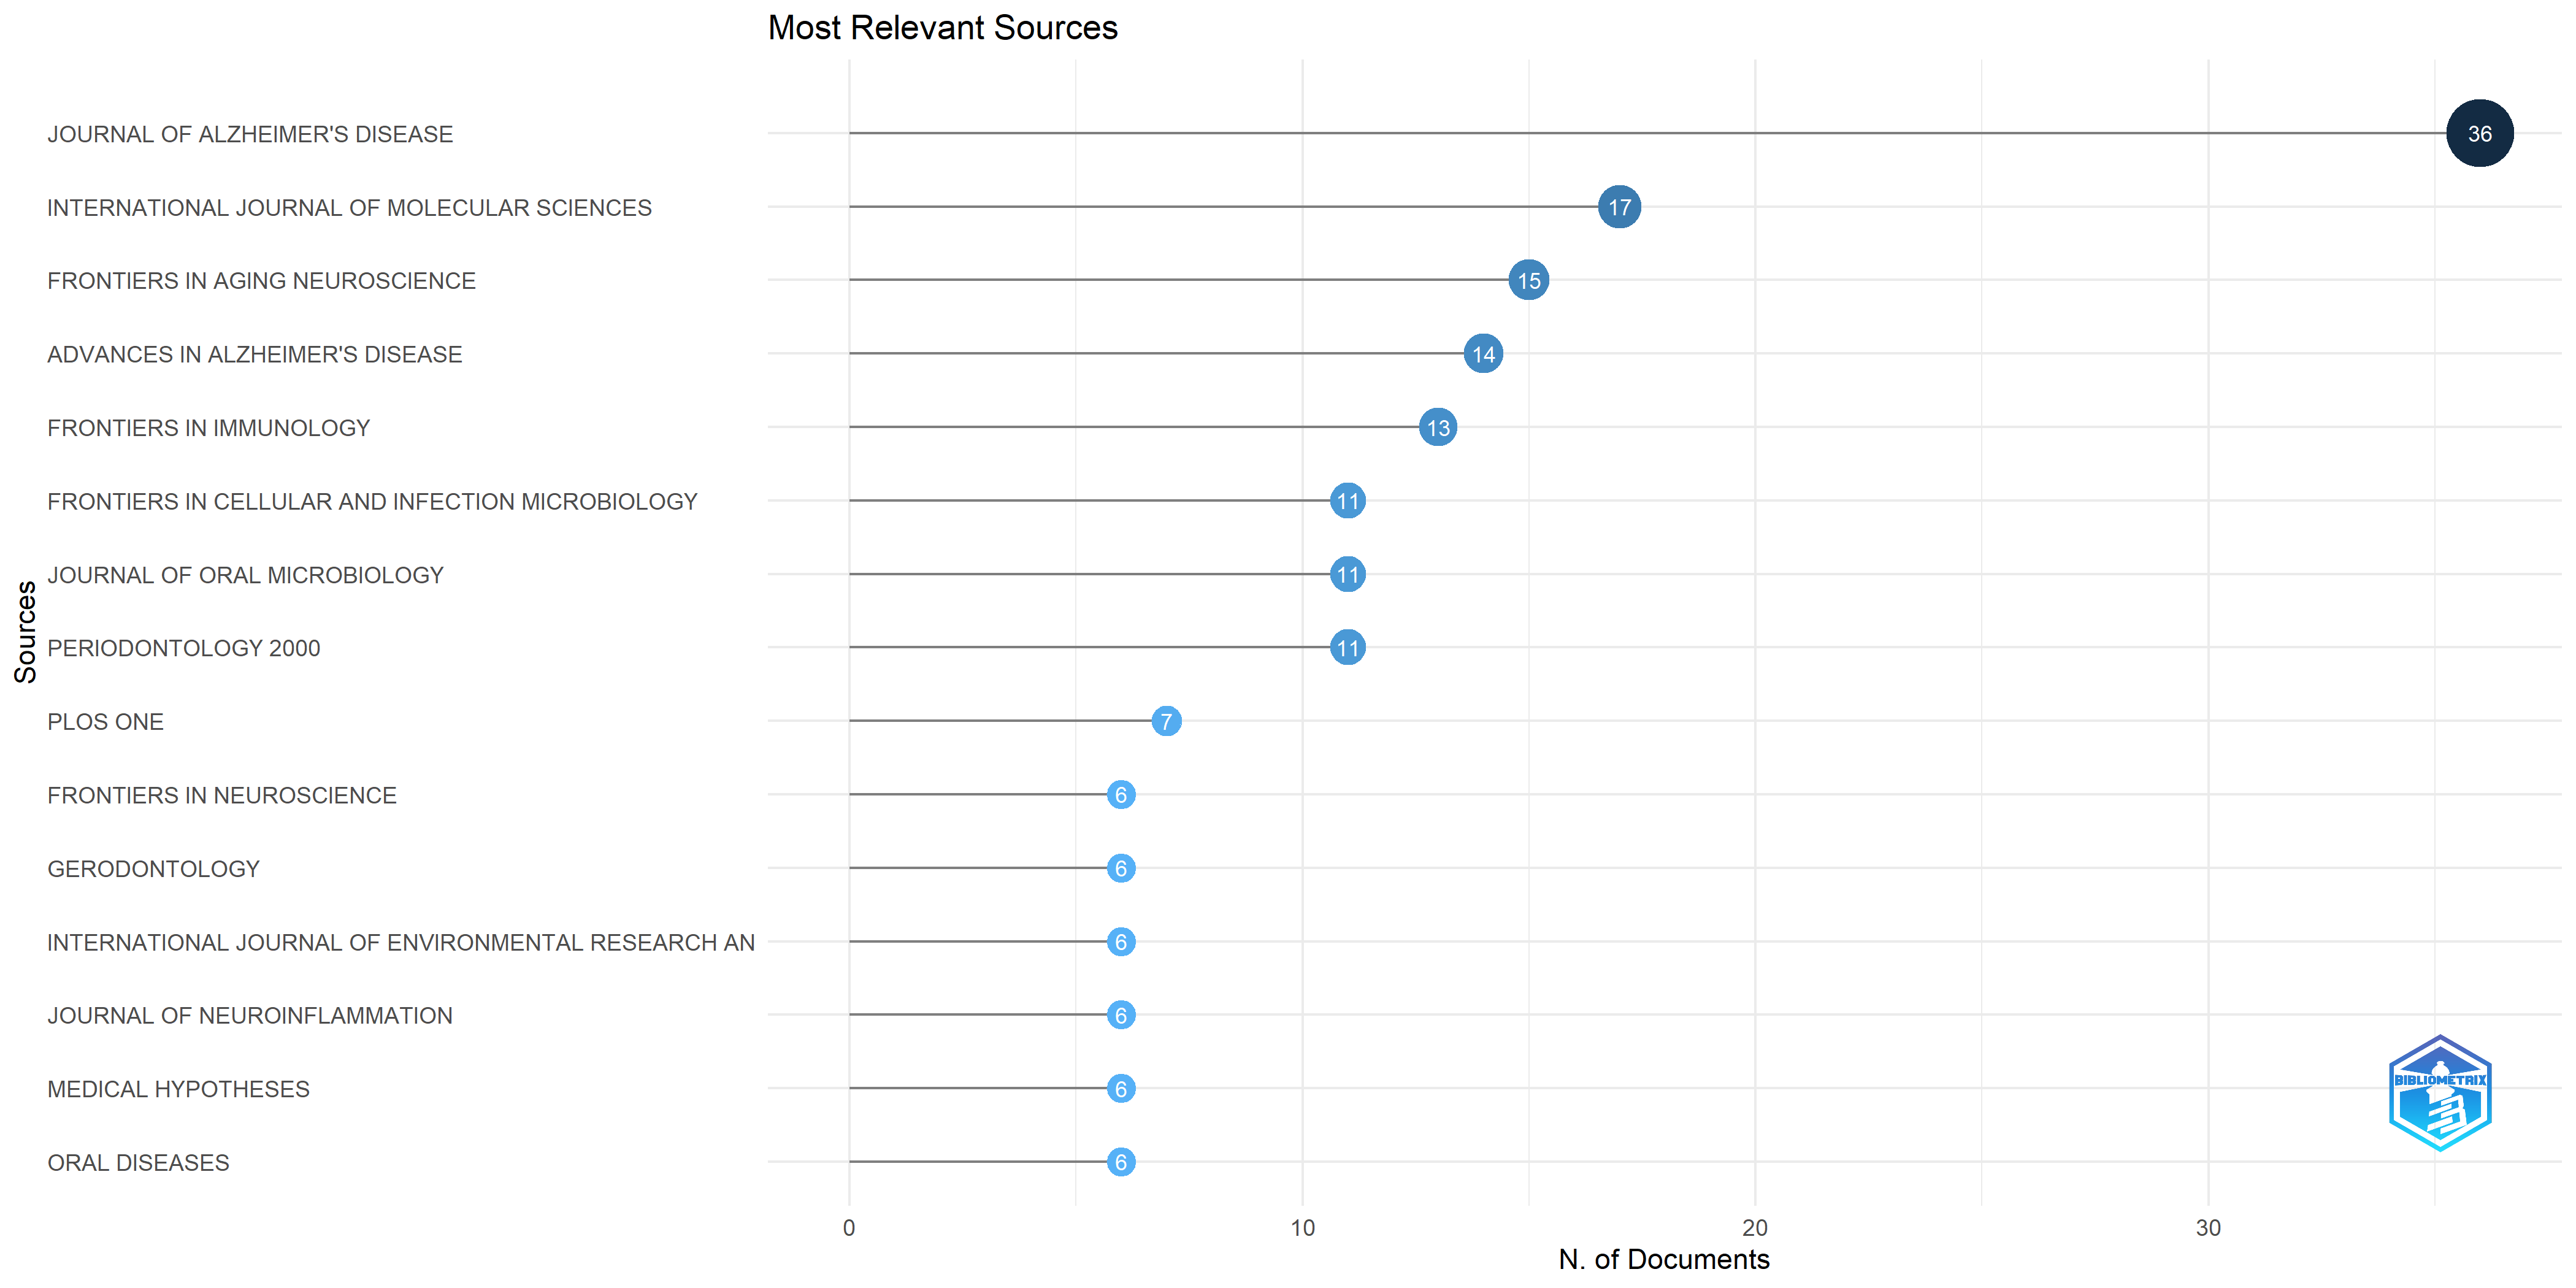 Most Relevant Sources
Sources
JOURNAL OF ALZHEIMER'S DISEASE 36
INTERNATIONAL JOURNAL OF MOLECULAR SCIENCES 17
FRONTIERS IN AGING NEUROSCIENCE 15
ADVANCES IN ALZHEIMER'S DISEASE 14
FRONTIERS IN IMMUNOLOGY 13
FRONTIERS IN CELLULAR AND INFECTION MICROBIOLOGY 11
JOURNAL OF ORAL MICROBIOLOGY 11
PERIODONTOLOGY 2000 11
PLOS ONE 7
FRONTIERS IN NEUROSCIENCE 6
GERODONTOLOGY 6
INTERNATIONAL JOURNAL OF ENVIRONMENTAL RESEARCH AN 6
JOURNAL OF NEUROINFLAMMATION 6
MEDICAL HYPOTHESES 6
ORAL DISEASES 6
BIBLIOMETRIX
0 10 20 30
N. of Documents